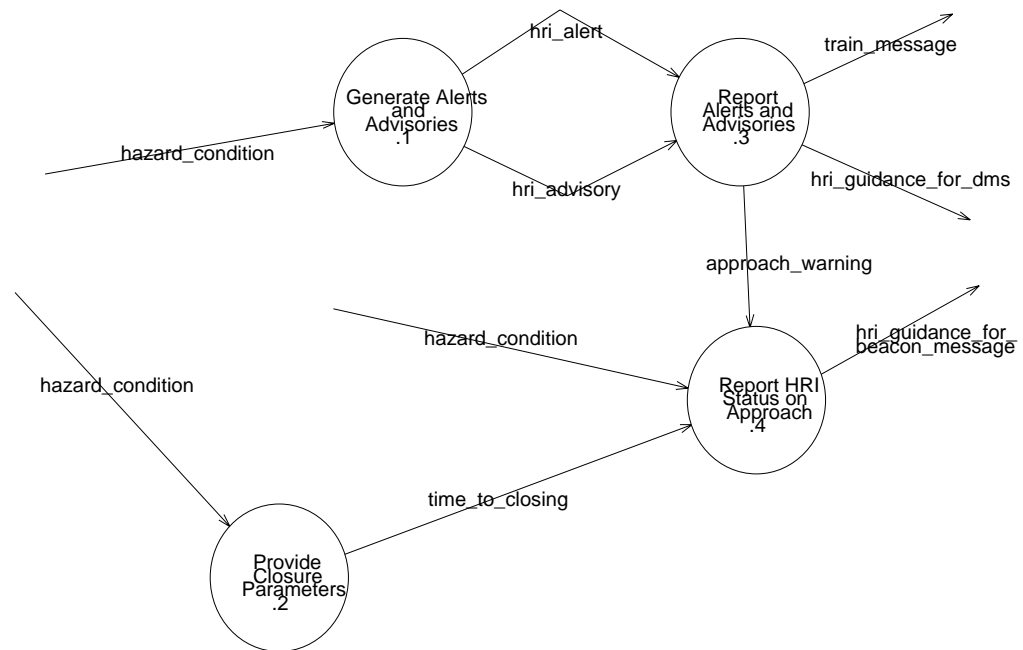 hri_alert
train_message
Generate Alerts
and
Advisories
.1
Report
Alerts and
Advisories
.3
hazard_condition
hri_advisory
hri_guidance_for_dms
approach_warning
hazard_condition
hri_guidance_for_
beacon_message
hazard_condition
Report HRI
Status on
Approach
.4
time_to_closing
Provide
Closure
Parameters
.2